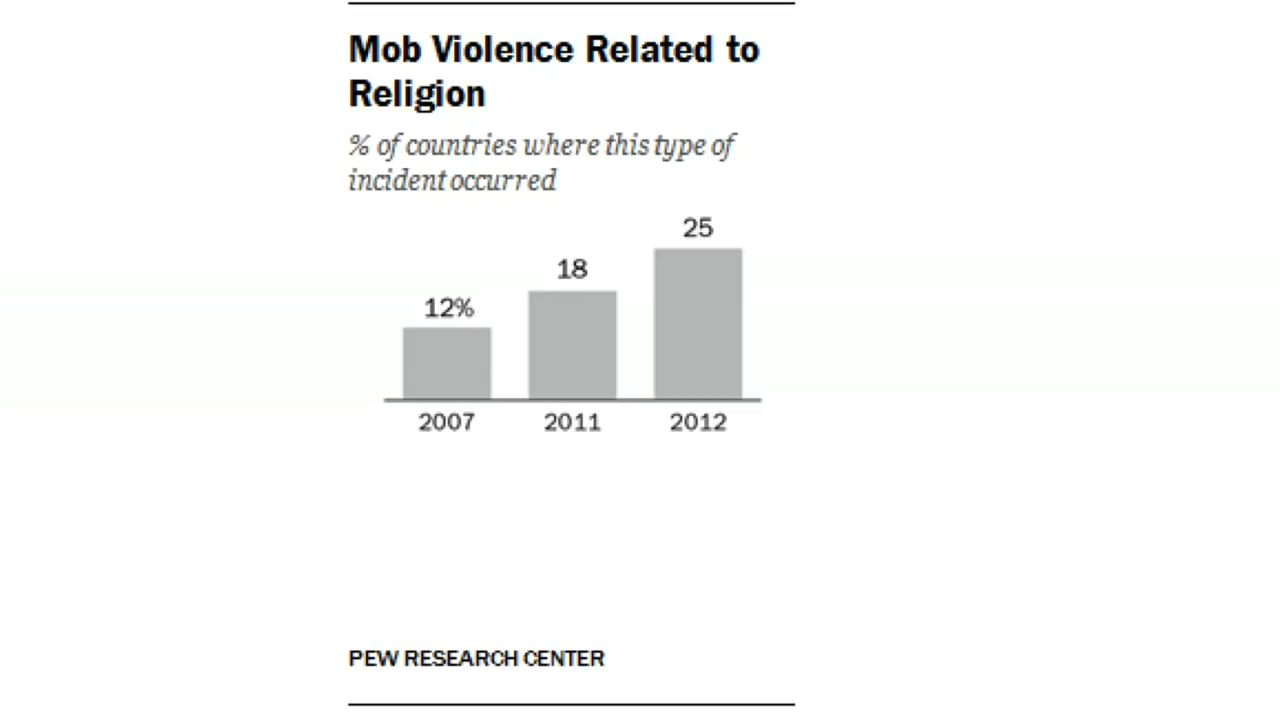 Mob Violence Related to
Religion
% of countries where this type of
incident occurred
25
18
12%
2007 2011 2012
PEW RESEARCH CENTER